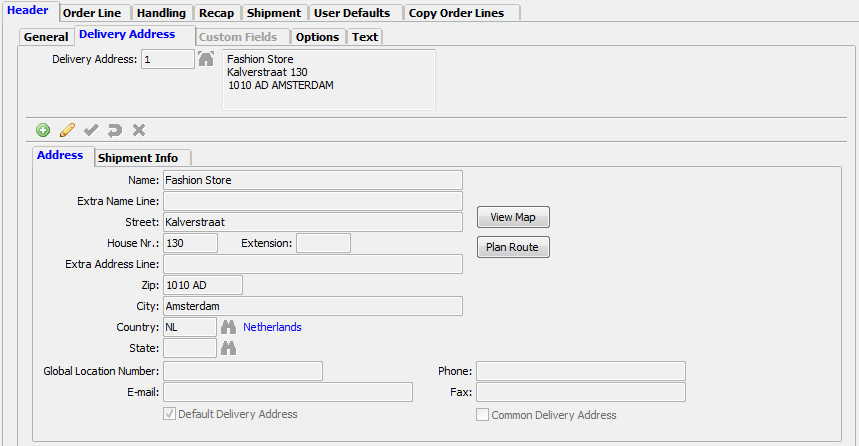 Header Order Line Handling Recap Shipment User Defaults Copy Order Lines
General Delivery Address Custom Fields Options Text
Delivery Address: 1 Fashion Store
Kalverstraat 130
1010 AD AMSTERDAM
Address Shipment Info
Name: Fashion Store
Extra Name Line:
Street: Kalverstraat View Map
House Nr.: 130 Extension: Plan Route
Extra Address Line:
Zip: 1010 AD
City: Amsterdam
Country: NL Netherlands
State:
Global Location Number: Phone:
E-mail: Fax:
Default Delivery Address Common Delivery Address